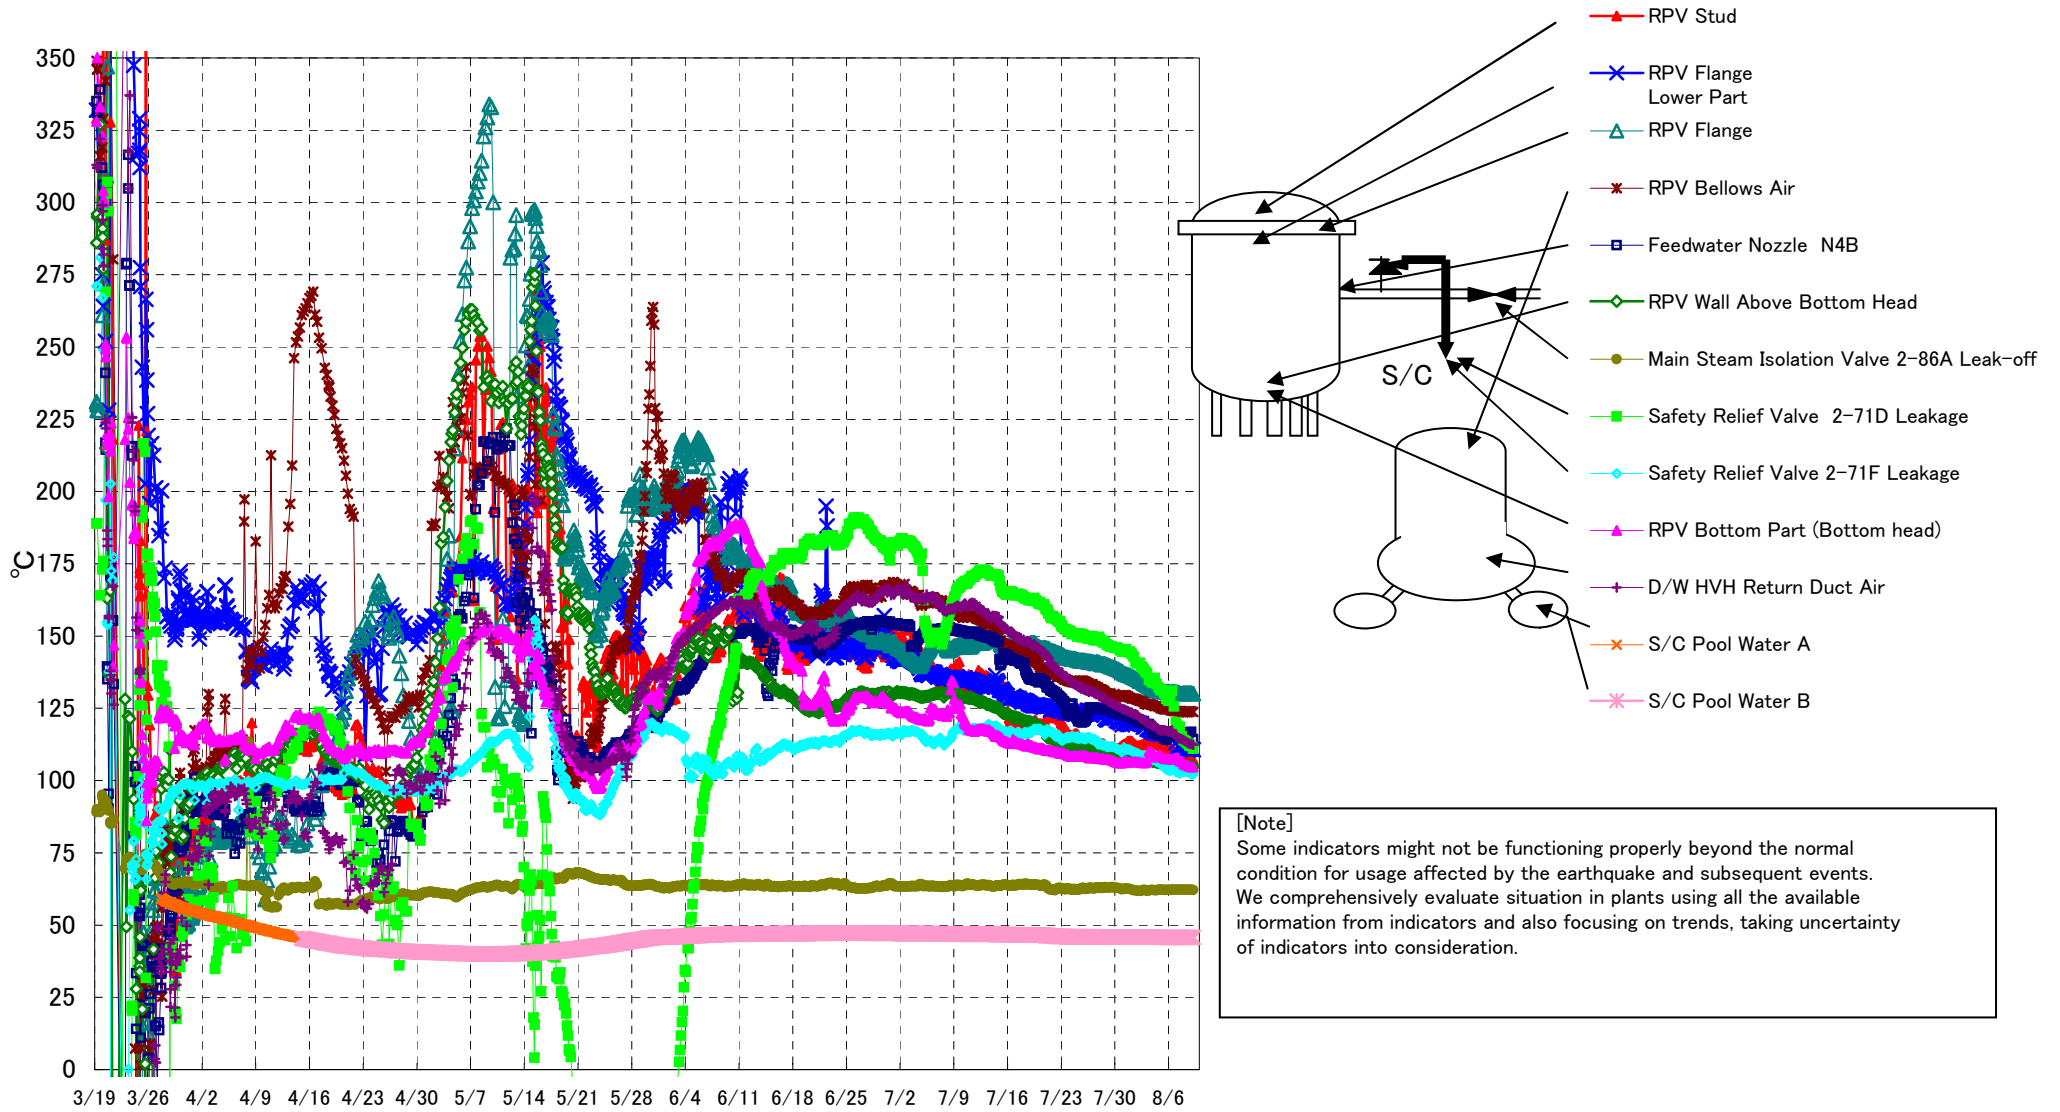 ℃
350
325
300
275
250
225
200
175
150
125
100
75
50
25
0
3/19 3/26 4/2 4/9 4/16 4/23 4/30 5/7 5/14 5/21 5/28 6/4 6/11 6/18 6/25 7/2 7/9 7/16 7/23 7/30 8/6
RPV Stud
RPV Flange
Lower Part
RPV Flange
RPV Bellows Air
Feedwater Nozzle N4B
RPV Wall Above Bottom Head
Main Steam Isolation Valve 2-86A Leak-off
Safety Relief Valve 2-71D Leakage
Safety Relief Valve 2-71F Leakage
RPV Bottom Part (Bottom head)
D/W HVH Return Duct Air
S/C Pool Water A
S/C Pool Water B
S/C
[Note]
Some indicators might not be functioning properly beyond the normal
condition for usage affected by the earthquake and subsequent events.
We comprehensively evaluate situation in plants using all the available
information from indicators and also focusing on trends, taking uncertainty
of indicators into consideration.